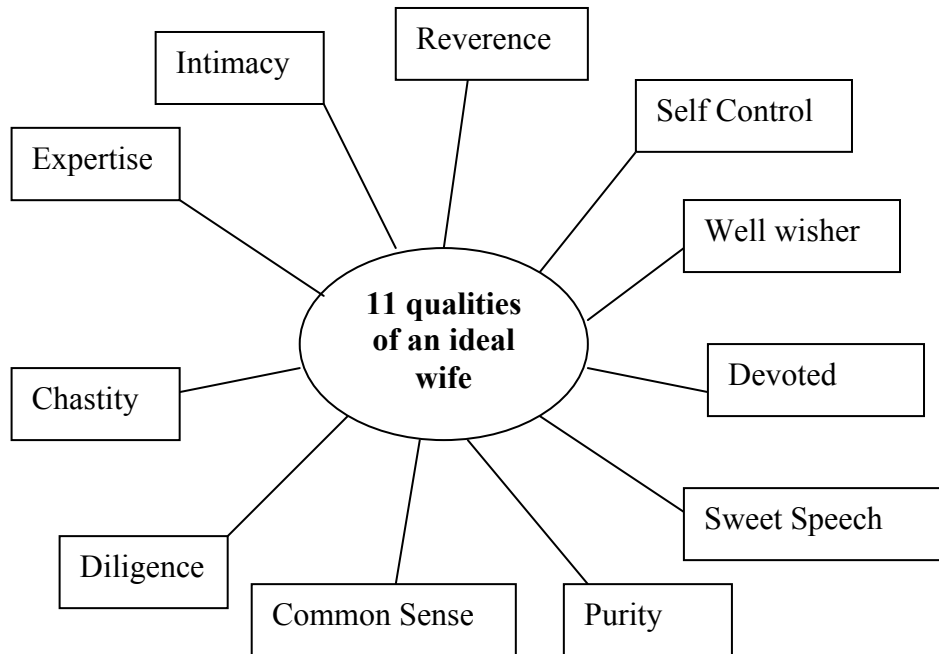 Reverence
Intimacy
Self Control
Expertise
Well wisher
11 qualities
of an ideal
wife
Devoted
Chastity
Sweet Speech
Diligence
Common Sense
Purity